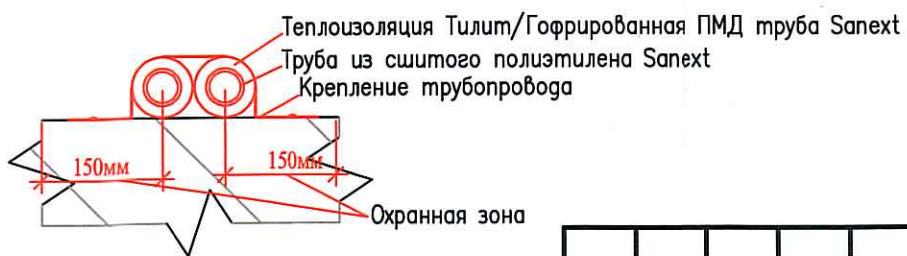 Теплоизоляция Тилит/Гофрированная ПМД труба Sanext
Труба из сшитого полиэтилена Sanext
Крепление трубопровода
150мм 150мм
Охранная зона